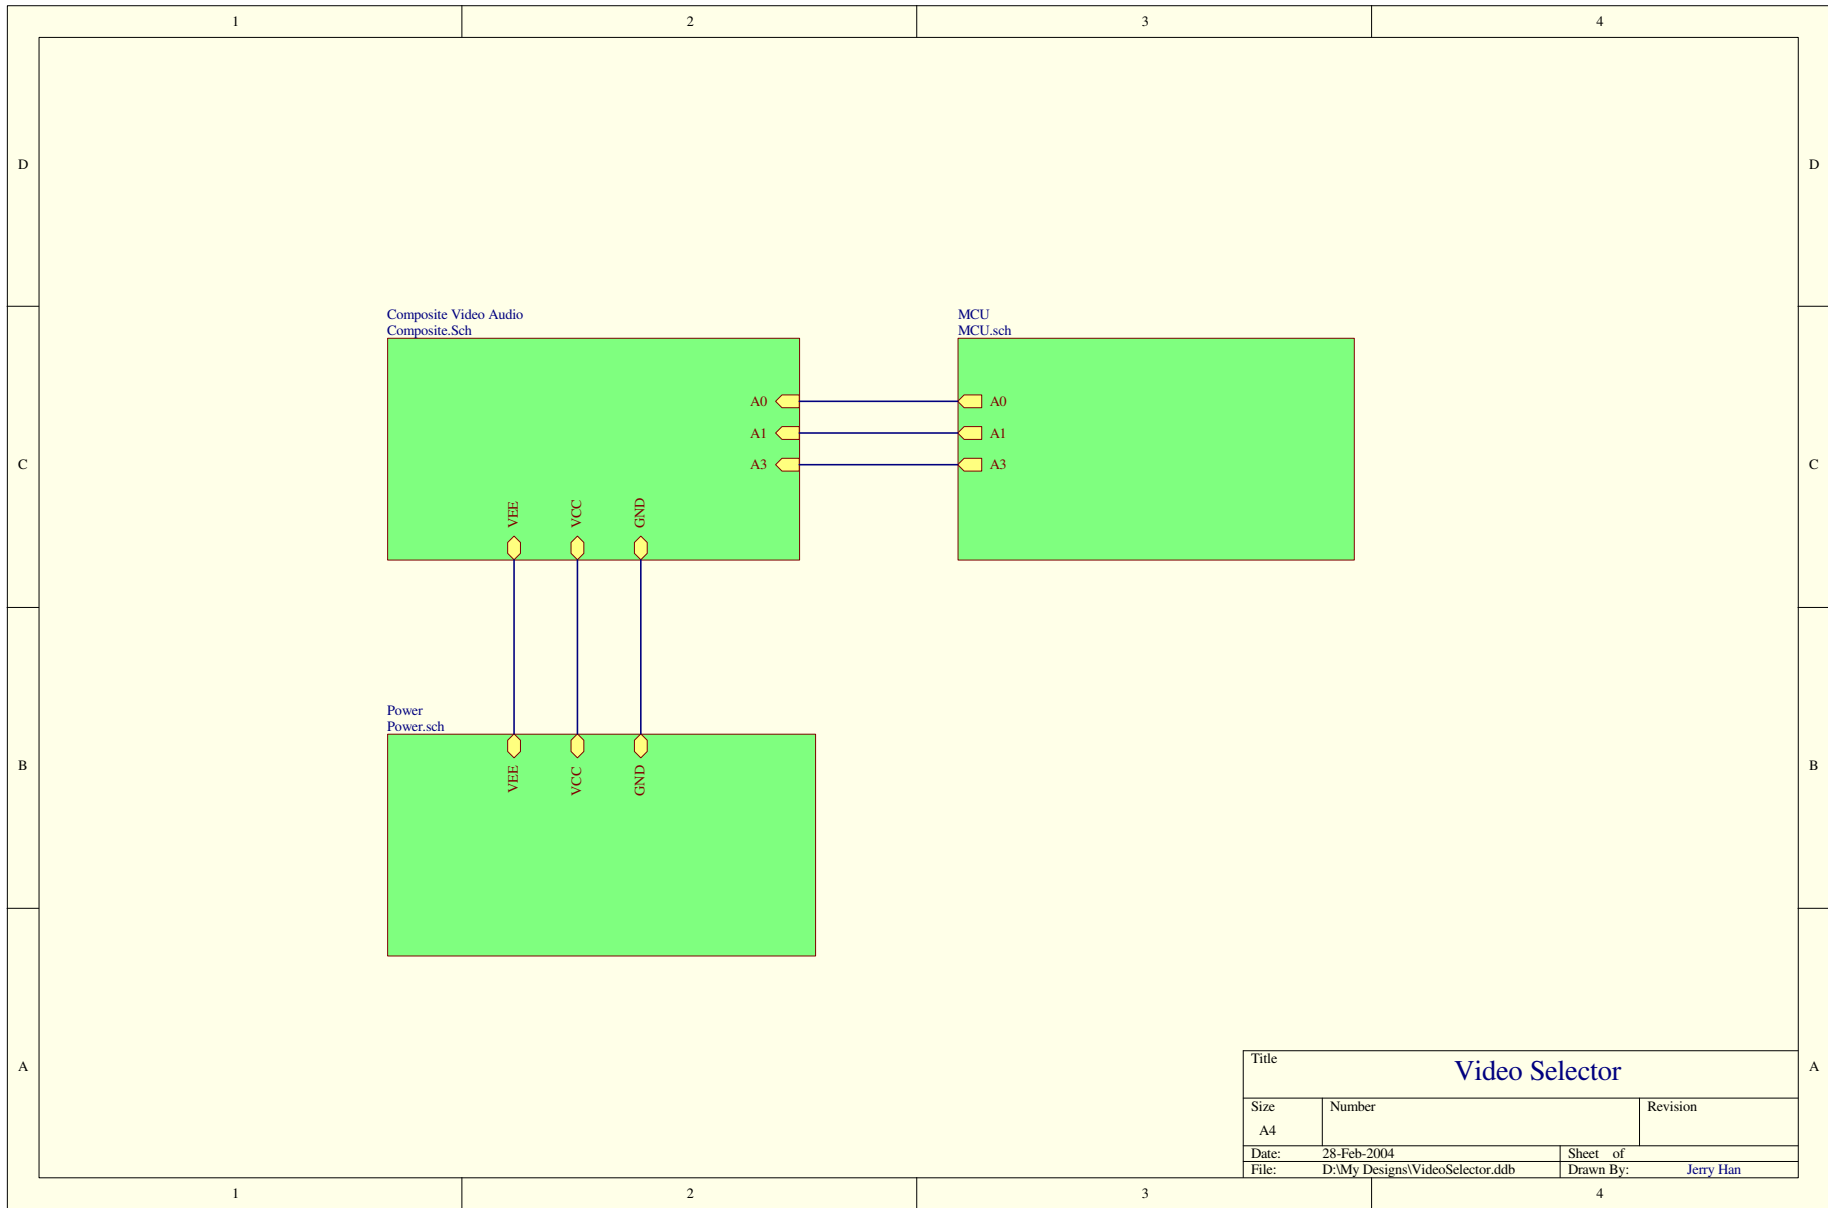 1 2 3 4
D D
Composite Video Audio
Composite.Sch
MCU
MCU.sch
A0 A0
A1 A1
A3 A3
C C
VEE VCC GND
Power
Power.sch
VEE VCC GND
B B
A A
Title
Video Selector
Size Number Revision
A4
Date: 28-Feb-2004 Sheet of
File: D:\My Designs\VideoSelector.ddb Drawn By: Jerry Han
1 2 3 4